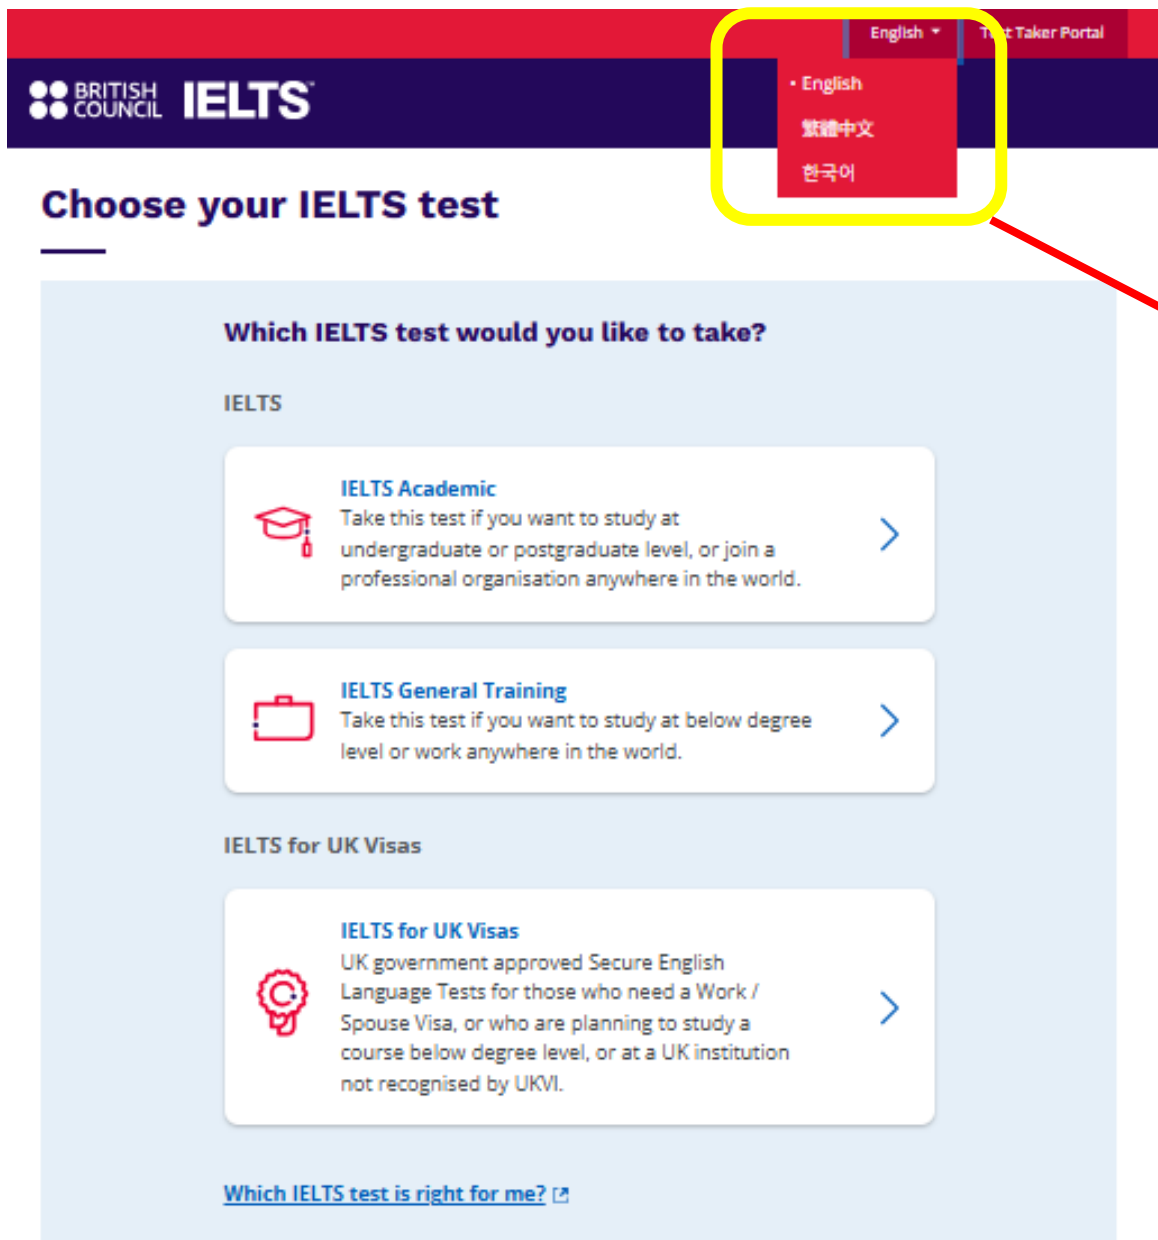 English
Test Taker Portal
BRITISH
COUNCIL
IELTS™
• English
繁體中文
한국어
Choose your IELTS test
Which IELTS test would you like to take?
IELTS
IELTS Academic
Take this test if you want to study at
undergraduate or postgraduate level, or join a
professional organisation anywhere in the world.
IELTS General Training
Take this test if you want to study at below degree
level or work anywhere in the world.
IELTS for UK Visas
IELTS for UK Visas
UK government approved Secure English
Language Tests for those who need a Work /
Spouse Visa, or who are planning to study a
course below degree level, or at a UK institution
not recognised by UKVI.
Which IELTS test is right for me?